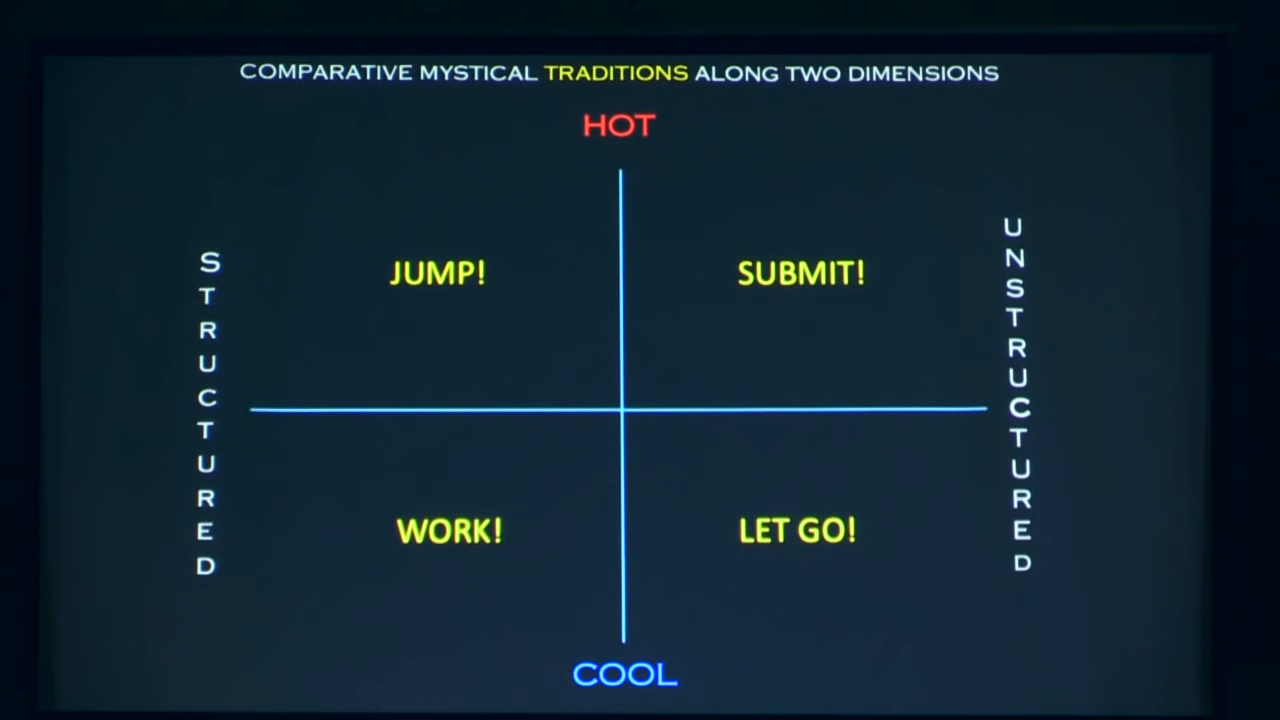 COMPARATIVE MYSTICAL TRADITIONS ALONG TWO DIMENSIONS
HOT
STRUCTURED
JUMP!
SUBMIT!
UNSTRUCTURED
WORK!
LET GO!
COOL